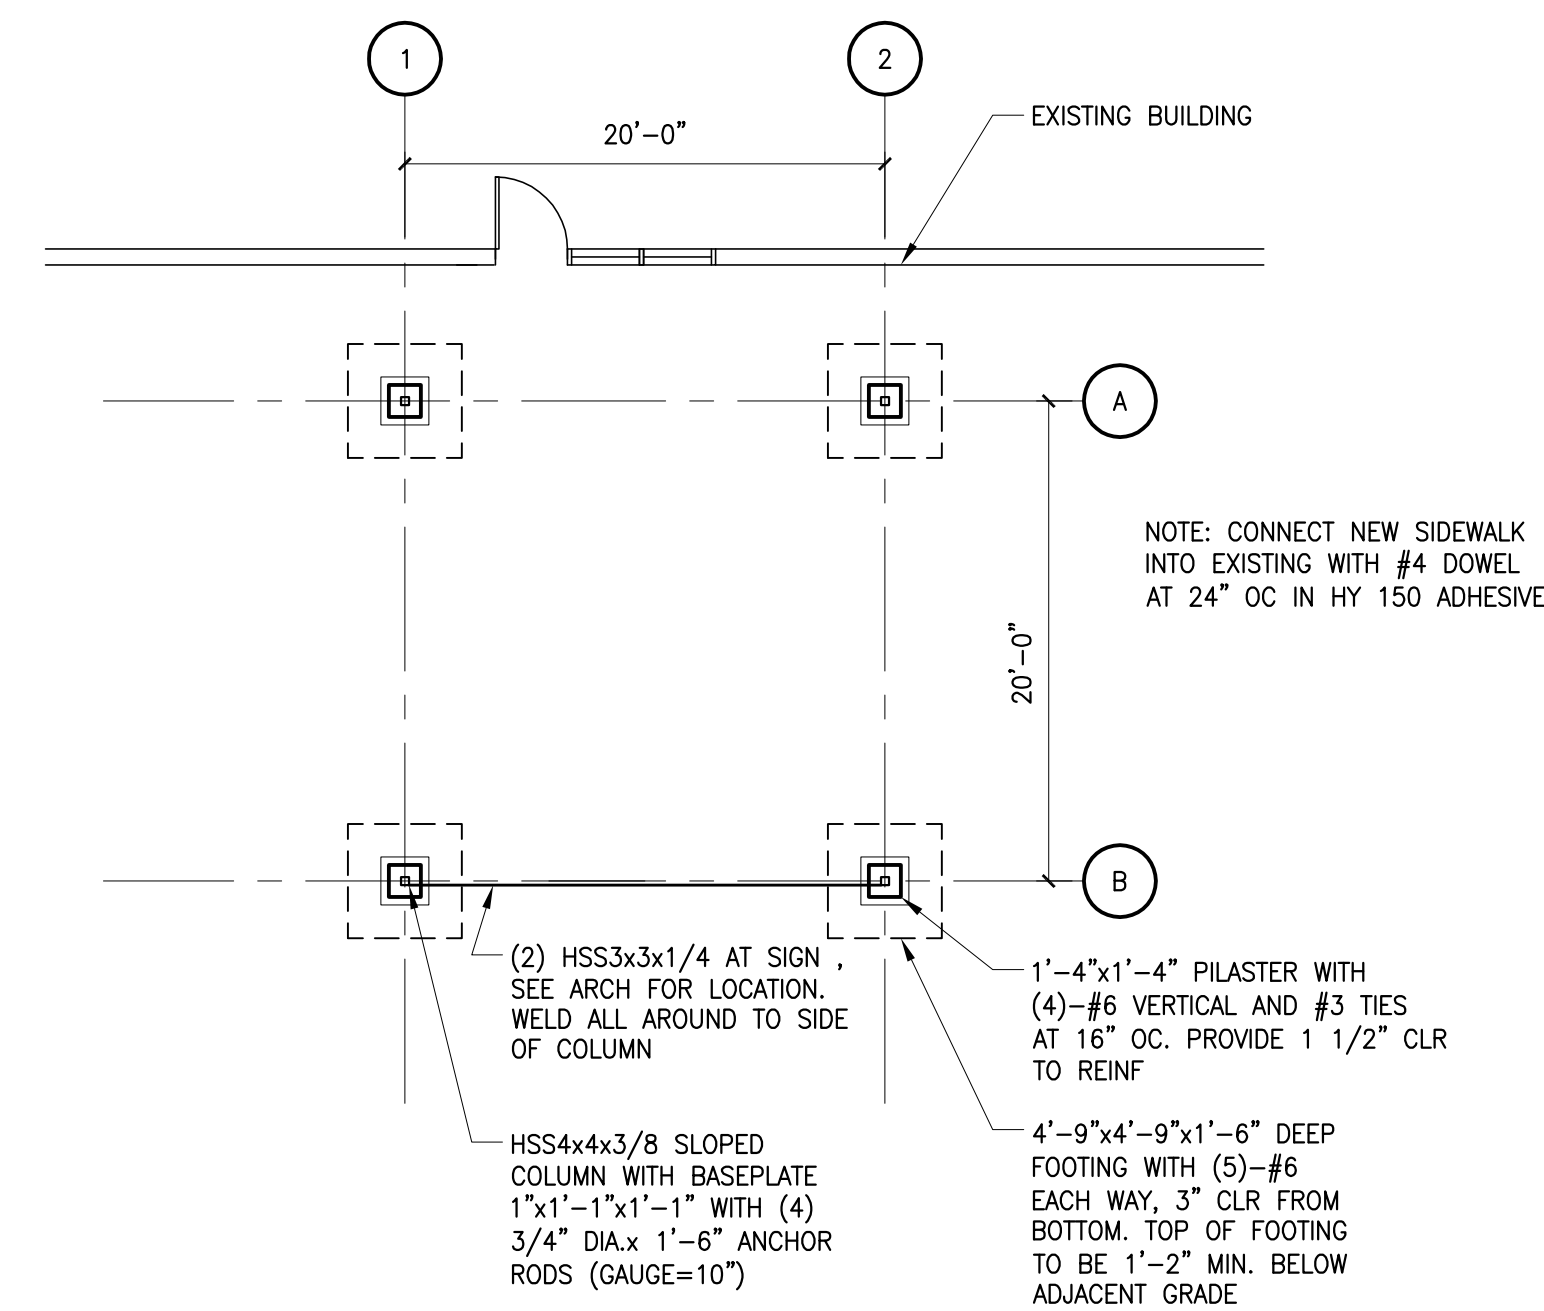 1
2
20'-0"
EXISTING BUILDING
A
NOTE: CONNECT NEW SIDEWALK
INTO EXISTING WITH #4 DOWEL
AT 24" OC IN HY 150 ADHESIVE
20'-0"
B
(2) HSS3x3x1/4 AT SIGN ,
SEE ARCH FOR LOCATION.
WELD ALL AROUND TO SIDE
OF COLUMN
1'-4"x1'-4" PILASTER WITH
(4)-#6 VERTICAL AND #3 TIES
AT 16" OC. PROVIDE 1 1/2" CLR
TO REINF
HSS4x4x3/8 SLOPED
COLUMN WITH BASEPLATE
1"x1'-1"x1'-1" WITH (4)
3/4" DIA.x 1'-6" ANCHOR
RODS (GAUGE=10")
4'-9"x4'-9"x1'-6" DEEP
FOOTING WITH (5)-#6
EACH WAY, 3" CLR FROM
BOTTOM. TOP OF FOOTING
TO BE 1'-2" MIN. BELOW
ADJACENT GRADE